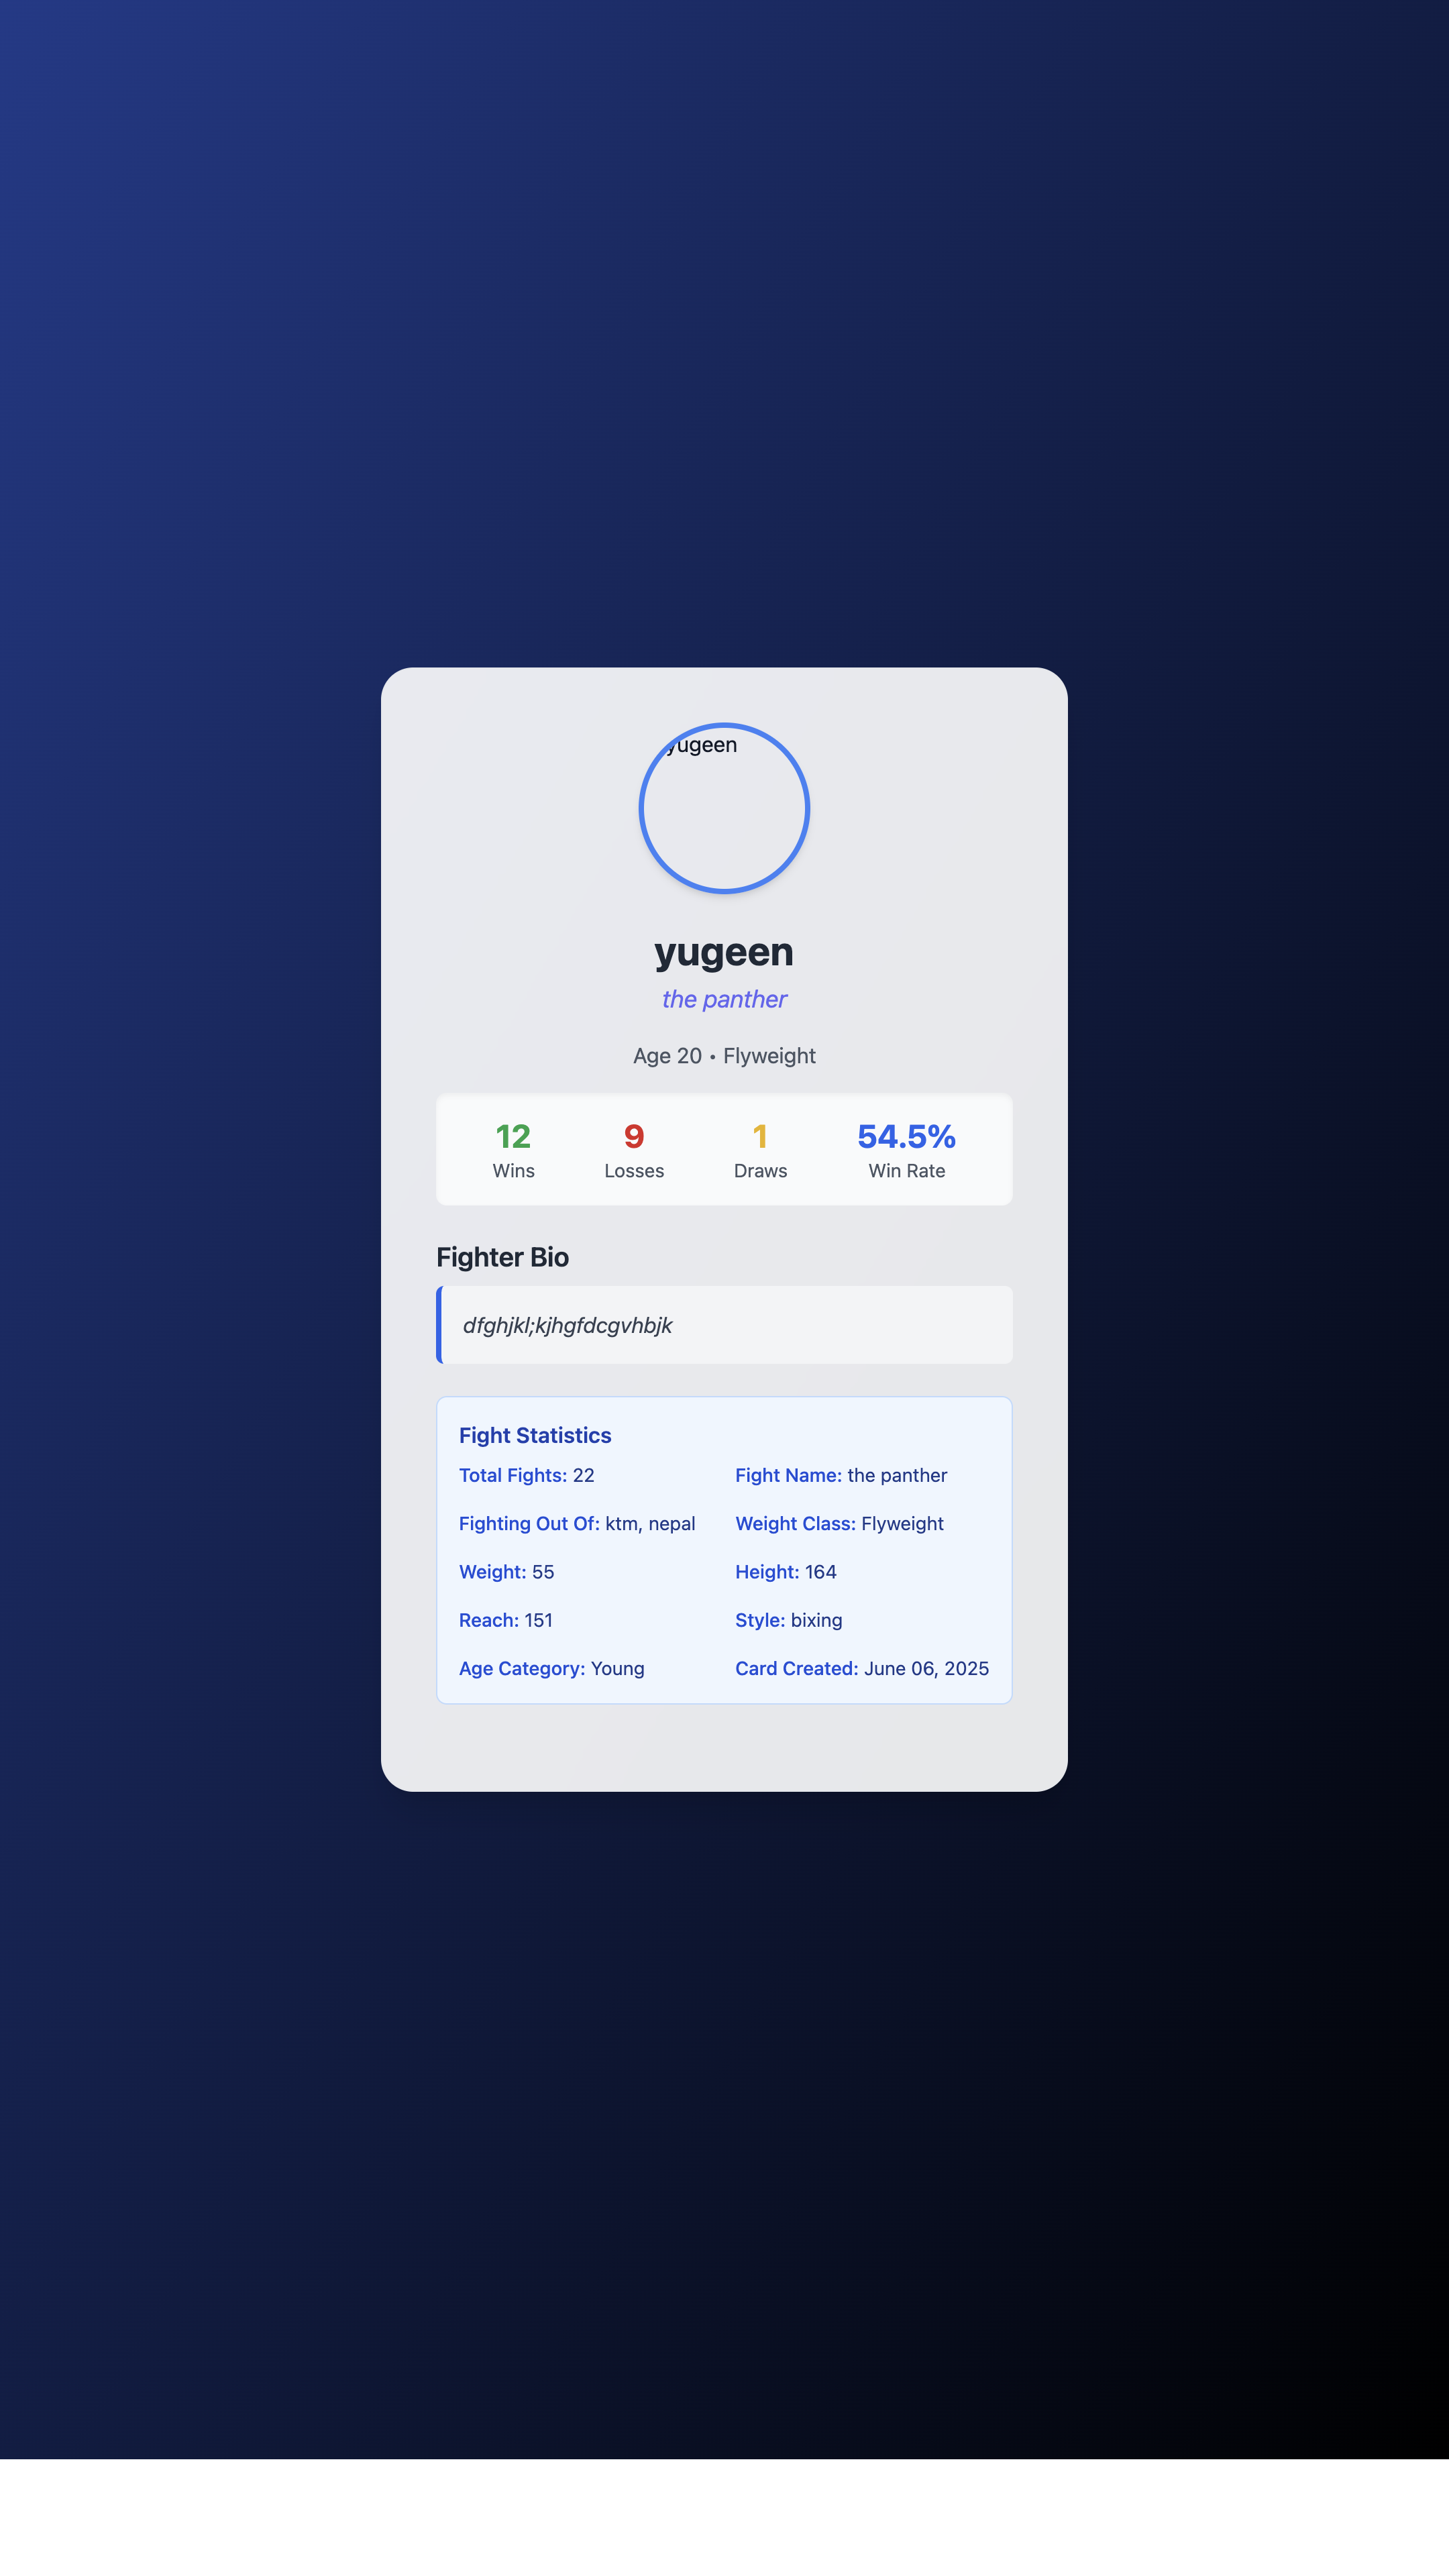 yugeen
yugeen
the panther
Age 20 • Flyweight
12 9 1 54.5%
Wins Losses Draws Win Rate
Fighter Bio
dfghjkl;kjhgfdcgvhbjk
Fight Statistics
Total Fights: 22 Fight Name: the panther
Fighting Out Of: ktm, nepal Weight Class: Flyweight
Weight: 55 Height: 164
Reach: 151 Style: bixing
Age Category: Young Card Created: June 06, 2025